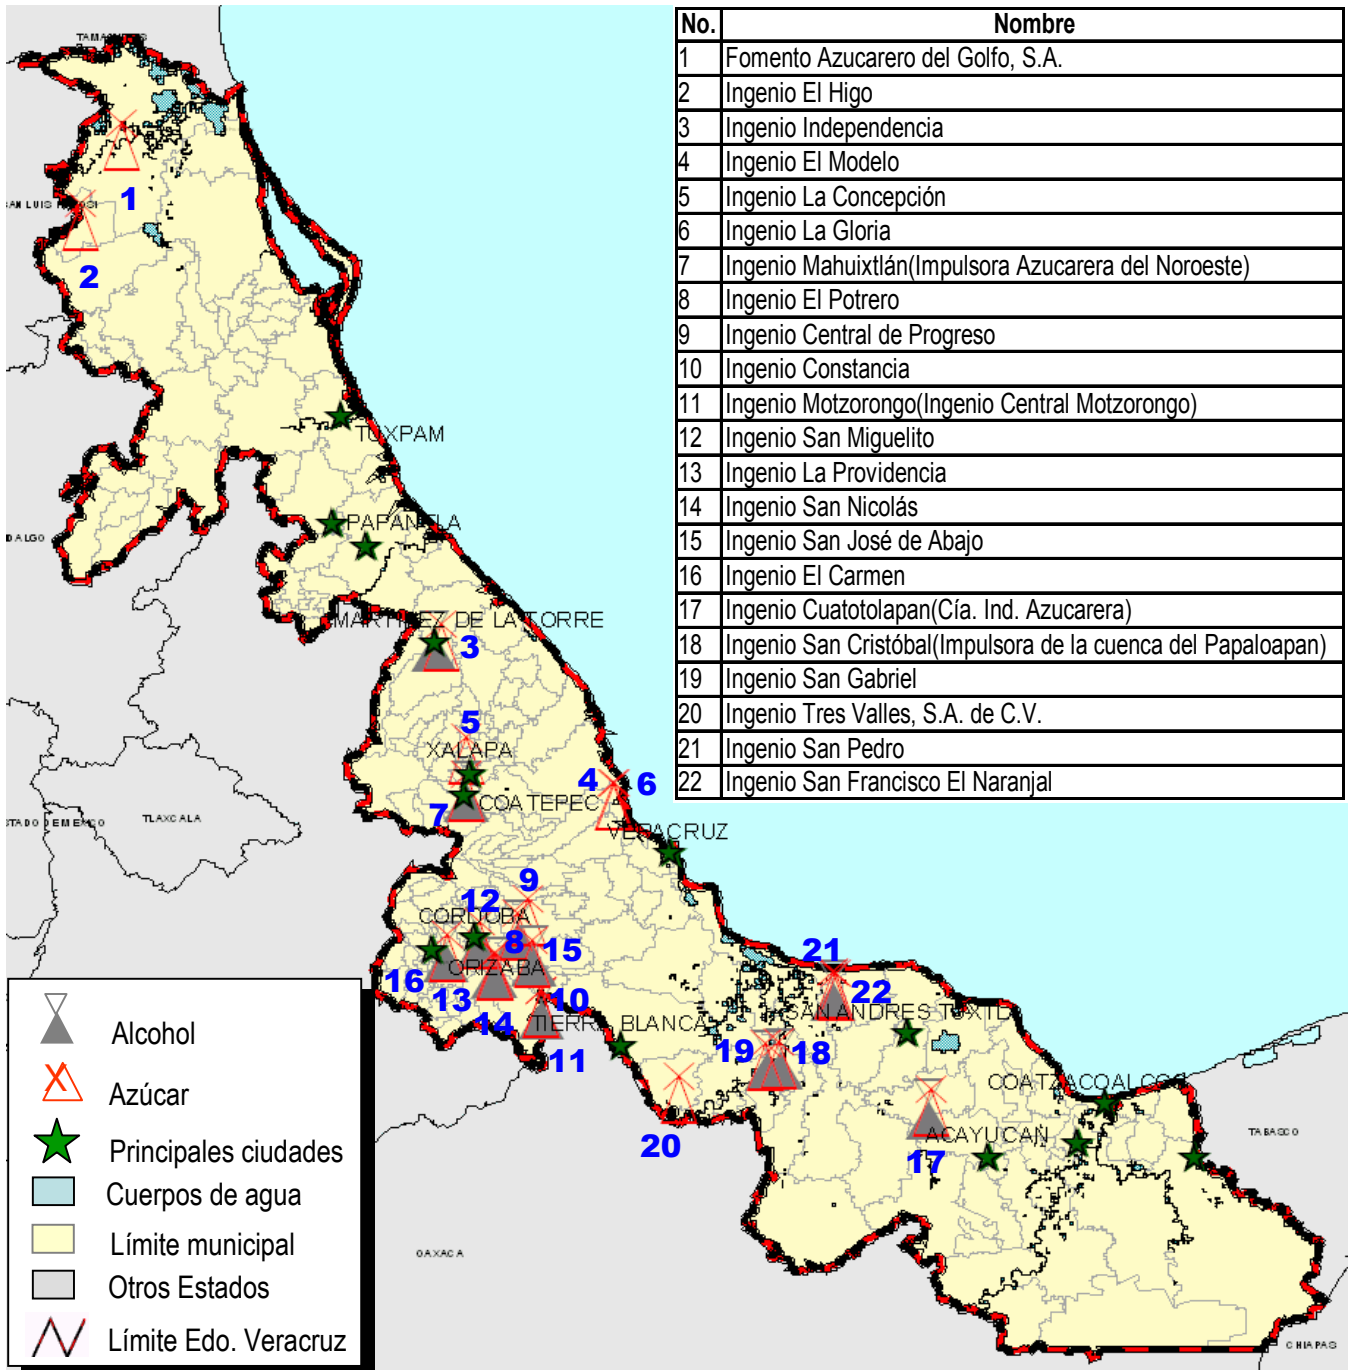 No. Nombre
1 Fomento Azucarero del Golfo, S.A.
2 Ingenio El Higo
3 Ingenio Independencia
4 Ingenio El Modelo
5 Ingenio La Concepción
6 Ingenio La Gloria
7 Ingenio Mahuixtlán(Impulsora Azucarera del Noroeste)
8 Ingenio El Potrero
9 Ingenio Central de Progreso
10 Ingenio Constancia
11 Ingenio Motzorongo(Ingenio Central Motzorongo)
12 Ingenio San Miguelito
13 Ingenio La Providencia
14 Ingenio San Nicolás
15 Ingenio San José de Abajo
16 Ingenio El Carmen
17 Ingenio Cuatotolapan(Cía. Ind. Azucarera)
18 Ingenio San Cristóbal(Impulsora de la cuenca del Papaloapan)
19 Ingenio San Gabriel
20 Ingenio Tres Valles, S.A. de C.V.
21 Ingenio San Pedro
22 Ingenio San Francisco El Naranjal
1
2
TUXPAM
PAPANTLA
MARTINEZ DE LA TORRE
3
5
XALAPA
4
6
7
COATEPEC
TLAXCALA
VERACRUZ
9
12
CORDOBA
8
15
16
ORIZABA
13
21
10
22
14
TIERRA BLANCA
SAN ANDRES TUXTLA
11
19
18
COATZACOALCOS
20
ACAYUCAN
17
TABASCO
OAXACA
CHIAPAS
Alcohol
Azúcar
Principales ciudades
Cuerpos de agua
Límite municipal
Otros Estados
Límite Edo. Veracruz